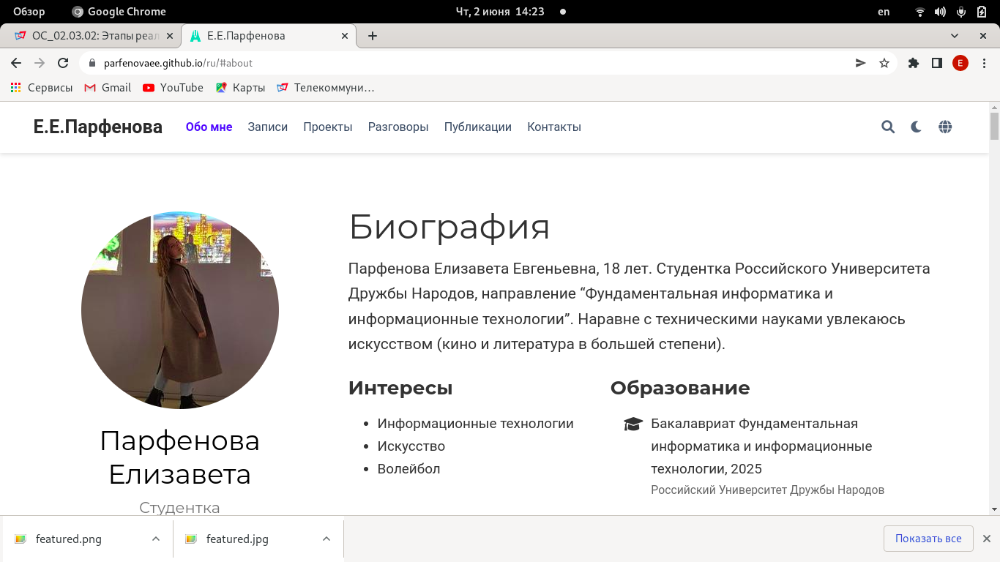 Обзор Google Chrome Чт, 2 июня 14:23 en
ОС_02.03.02: Этапы реал Е.Е.Парфенова
parfenovaee.github.io/ru/#about E
Сервисы Gmail YouTube Карты Телекоммуни…
Е.Е.Парфенова Обо мне Записи Проекты Разговоры Публикации Контакты
Биография
Парфенова Елизавета Евгеньевна, 18 лет. Студентка Российского Университета
Дружбы Народов, направление “Фундаментальная информатика и
информационные технологии”. Наравне с техническими науками увлекаюсь
искусством (кино и литература в большей степени).
Парфенова
Елизавета
Студентка
Интересы
Информационные технологии
Искусство
Волейбол
Образование
Бакалавриат Фундаментальная
информатика и информационные
технологии, 2025
Российский Университет Дружбы Народов
featured.png featured.jpg Показать все